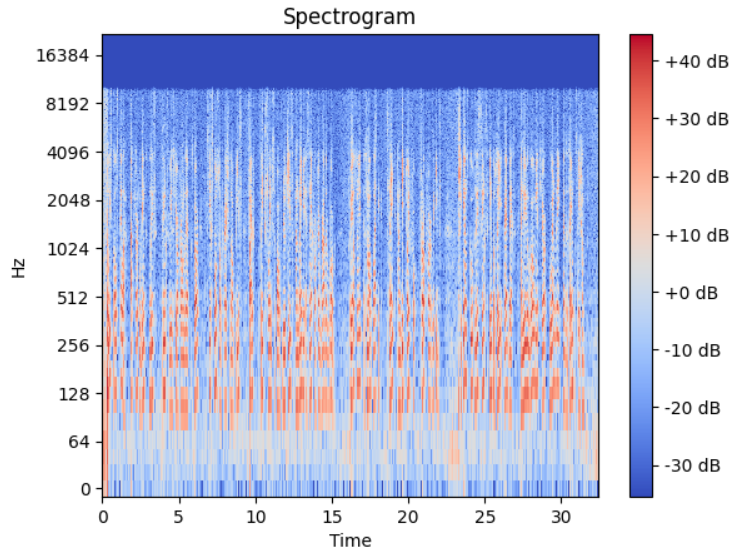 Spectrogram
16384
8192
4096
2048
1024
512
256
128
64
0
Hz
0 5 10 15 20 25 30
Time
+40 dB
+30 dB
+20 dB
+10 dB
+0 dB
-10 dB
-20 dB
-30 dB